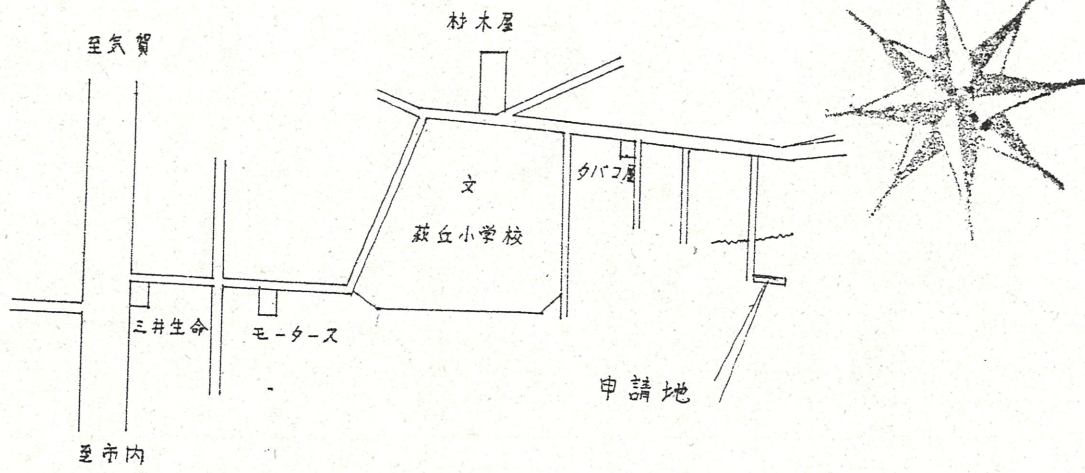 材木屋
至気賀
タバコ屋
文
萩丘小学校
三井生命
モータース
申請地
至市内